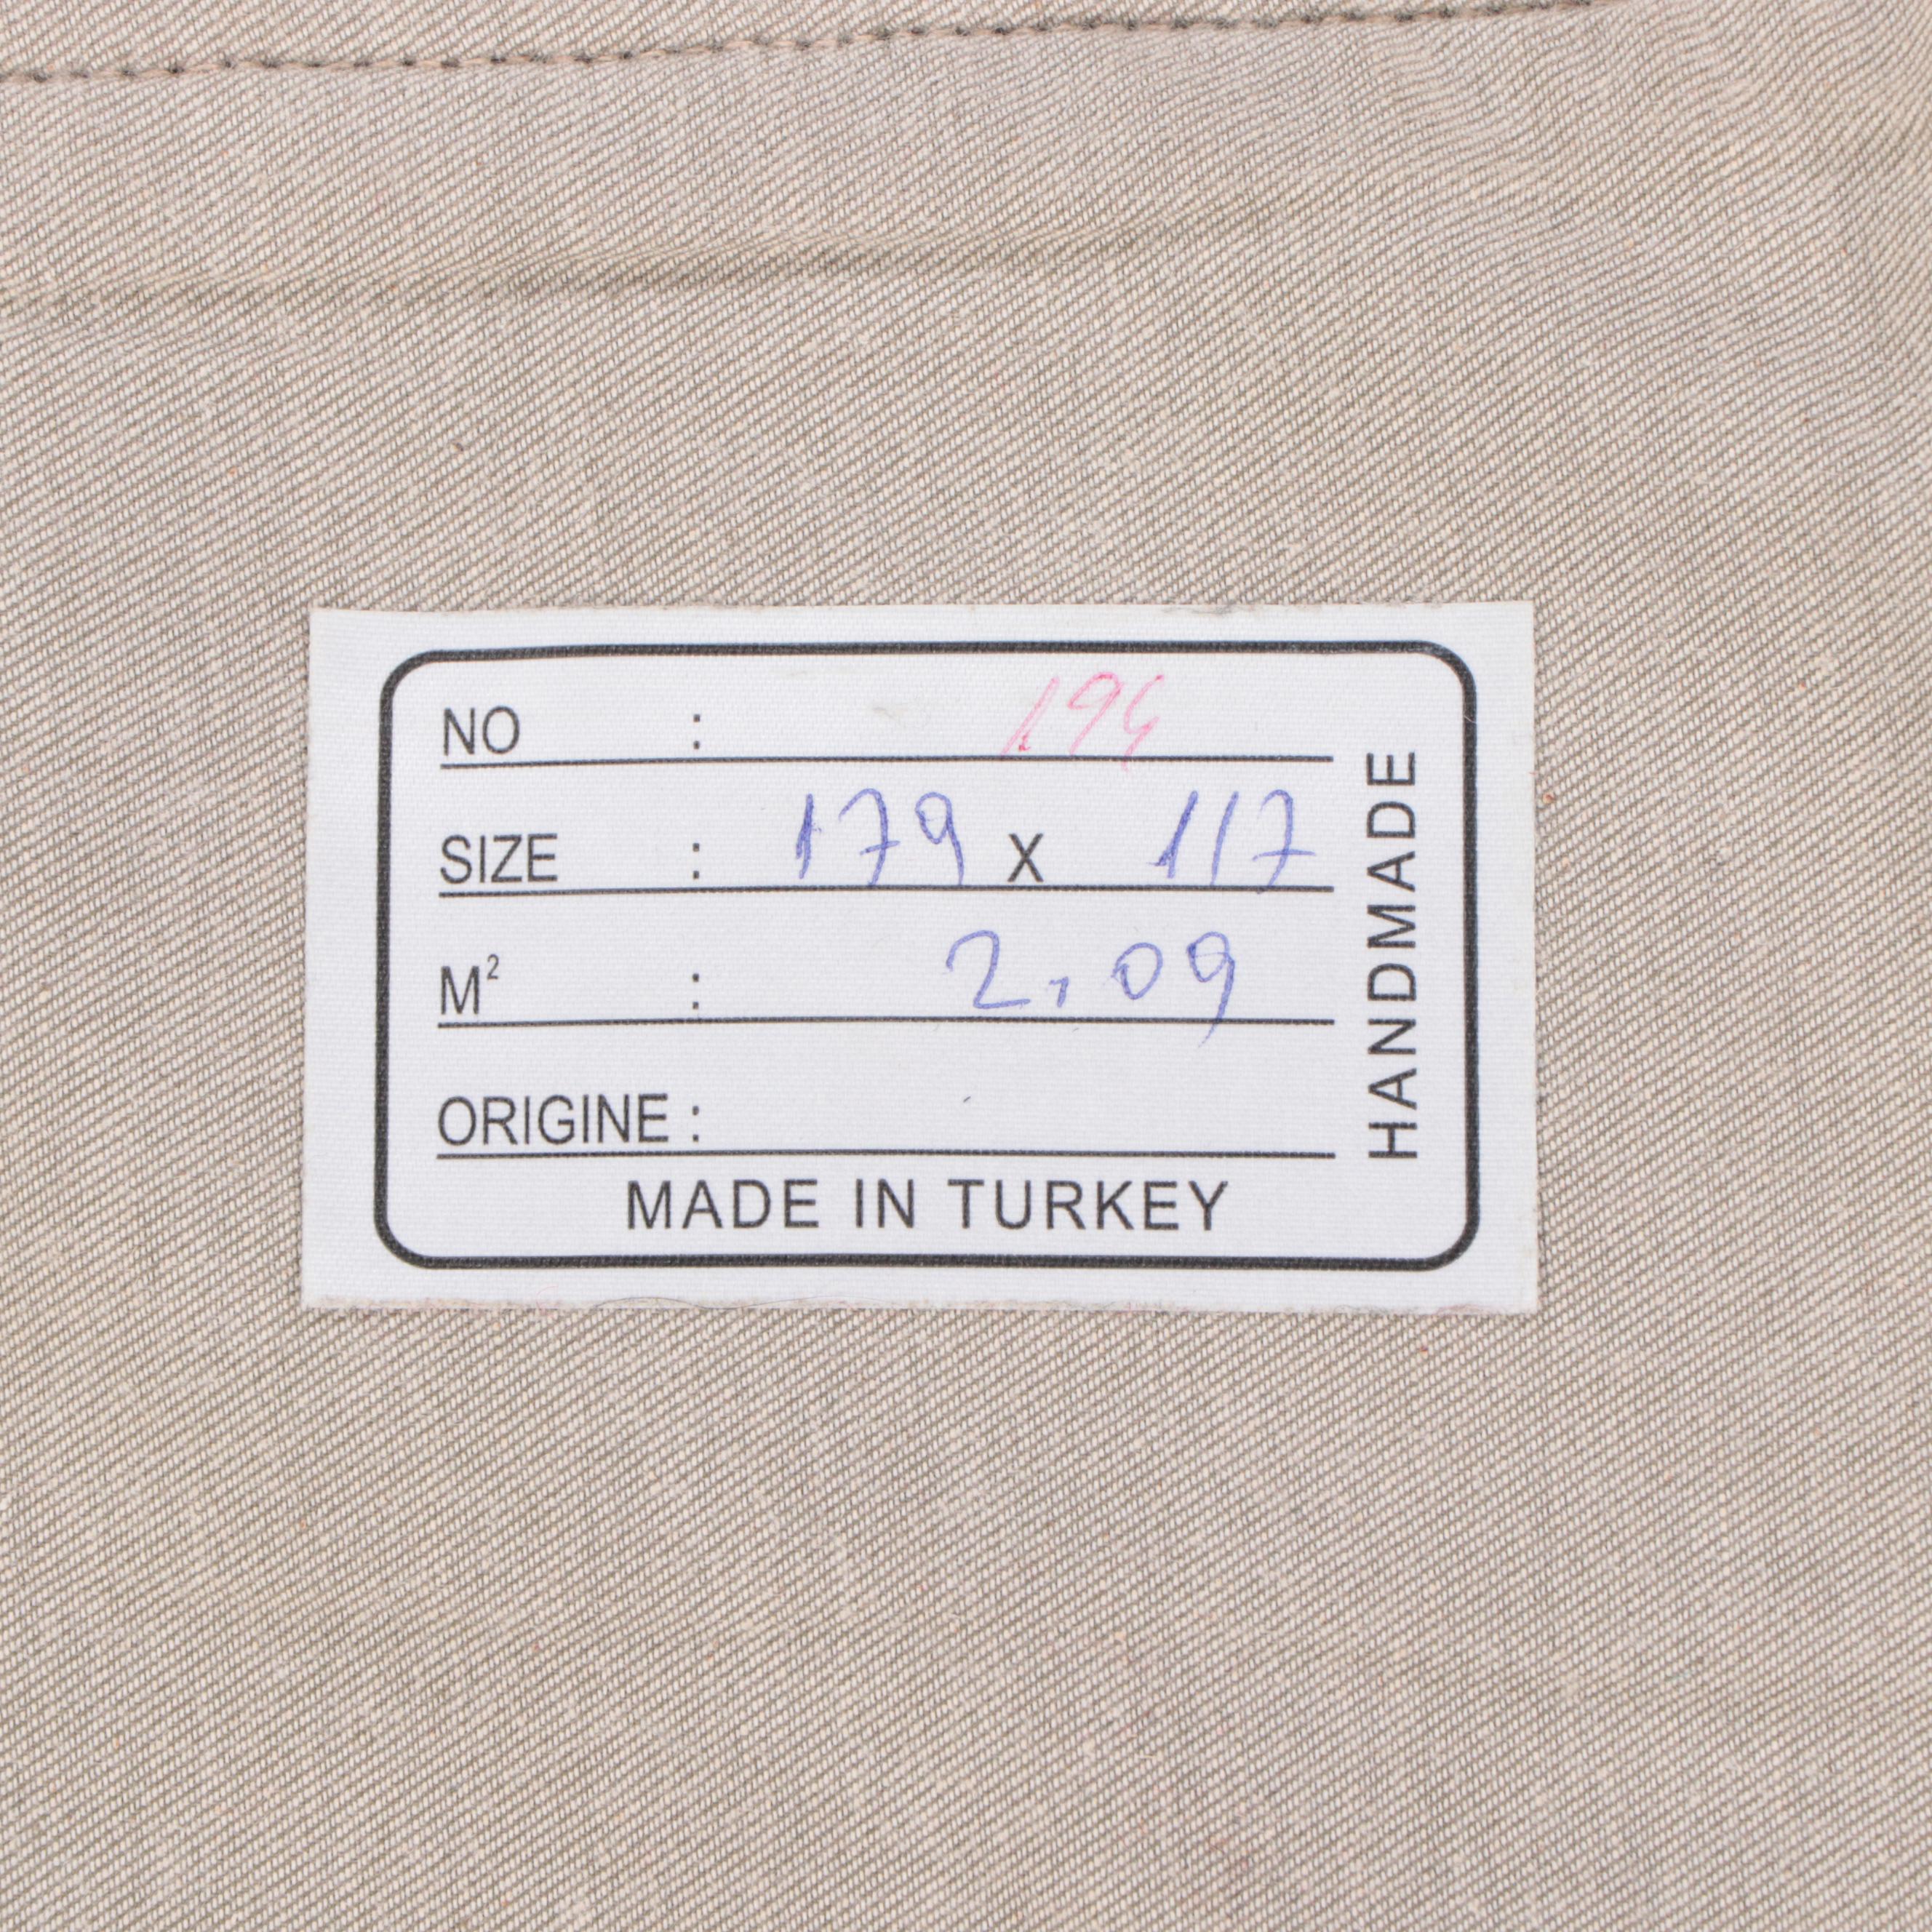 NO : 194
SIZE : 179 X 117
M² : 2,09
ORIGINE :
MADE IN TURKEY
HANDMADE